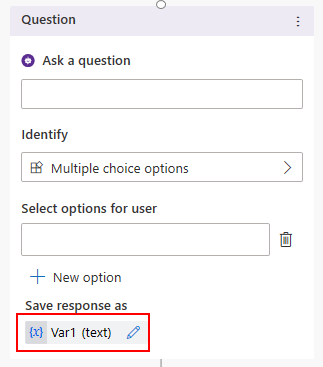 Question
Ask a question
Identify
Multiple choice options
Select options for user
New option
Save response as
{x} Var1 (text)